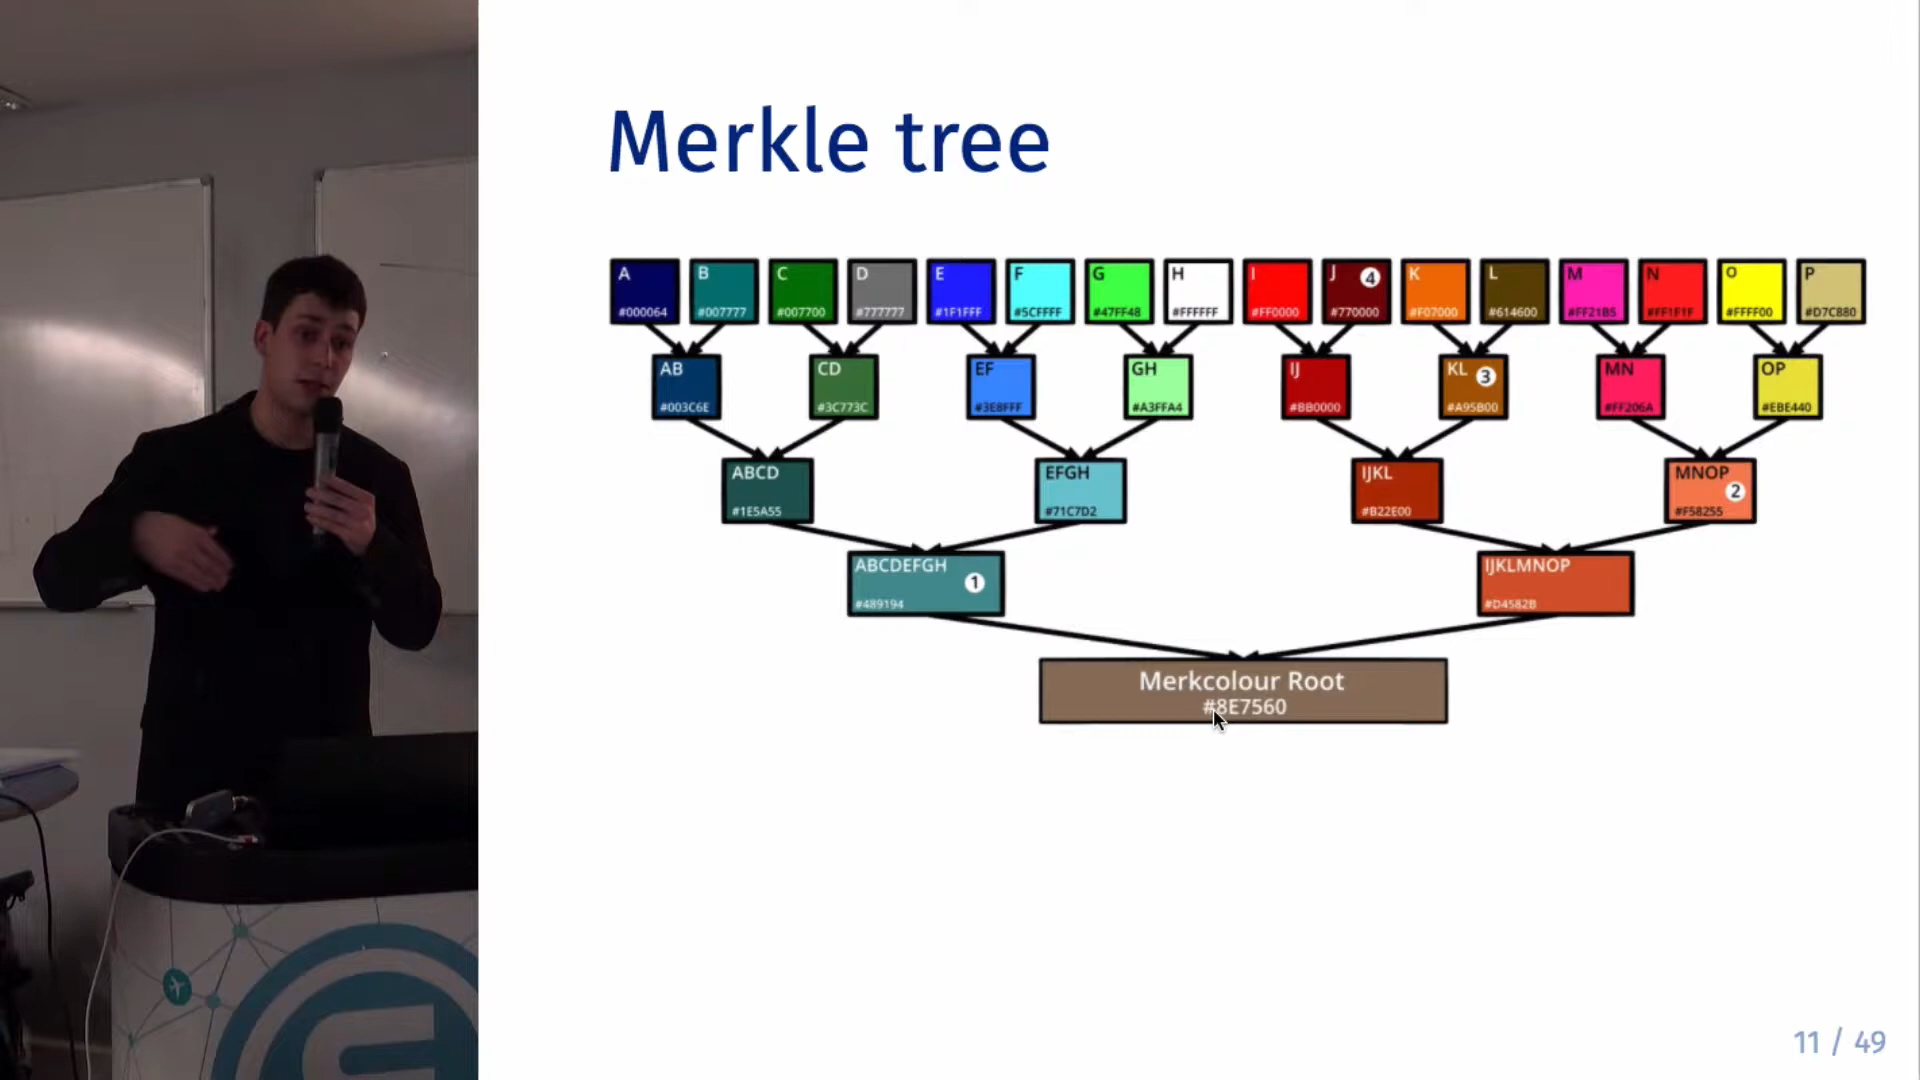 Merkle tree
A B C D E F G H I J 4 K L M N O P
#000064 #007777 #007700 #777777 #1F1FFF #5CFFFF #47FF48 #FFFFFF #FF0000 #770000 #F07000 #614600 #FF21B5 #FF1F1F #FFFF00 #D7C880
AB CD EF GH IJ KL 3 MN OP
#003C6E #3C773C #3E8FFF #A3FFA4 #BB0000 #A95B00 #FF206A #EBE440
ABCD EFGH IJKL MNOP 2
#1E5A55 #71C7D2 #B22E00 #F58255
ABCDEFGH 1 IJKLMNOP
#489194 #D4582B
Merkcolour Root
#8E7560
11 / 49